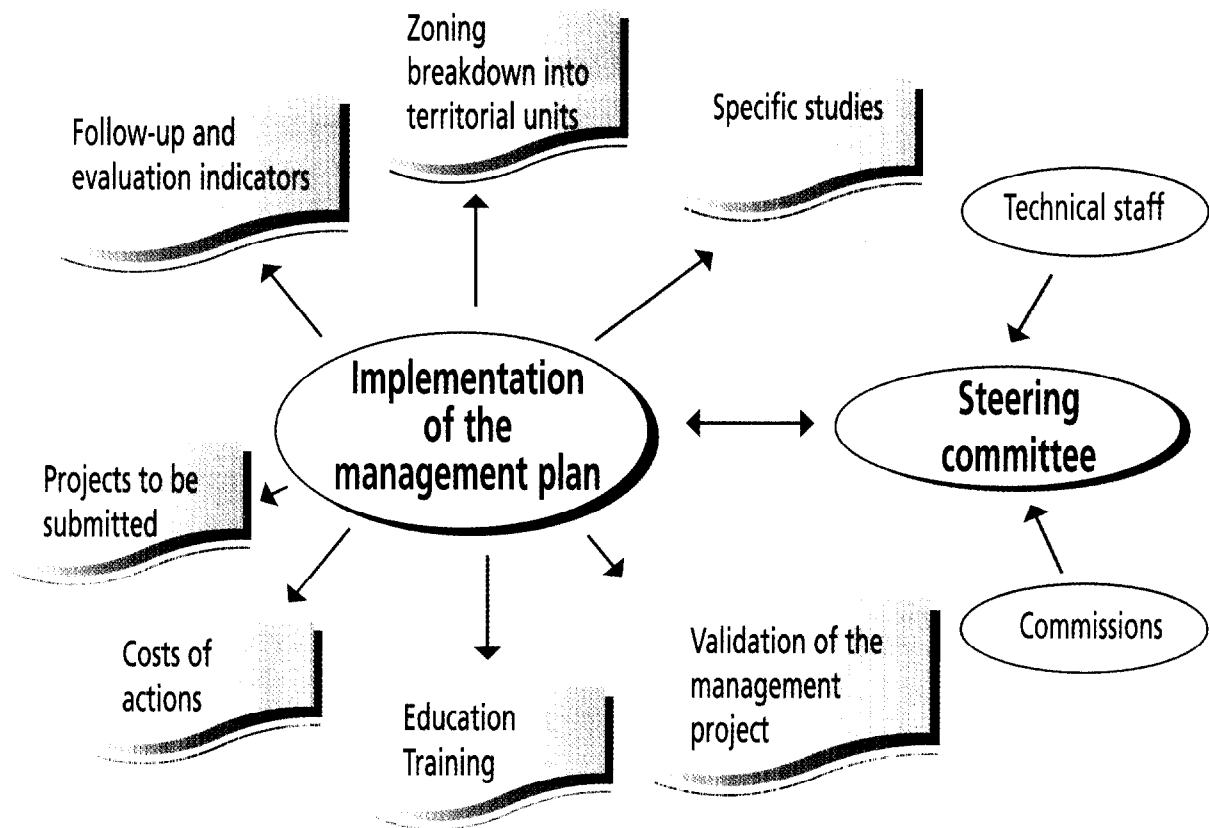 Zoning
breakdown into
territorial units
Specific studies
Follow-up and
evaluation indicators
Technical staff
Implementation
of the
management plan
Steering
committee
Projects to be
submitted
Commissions
Costs of
actions
Validation of the
management
project
Education
Training